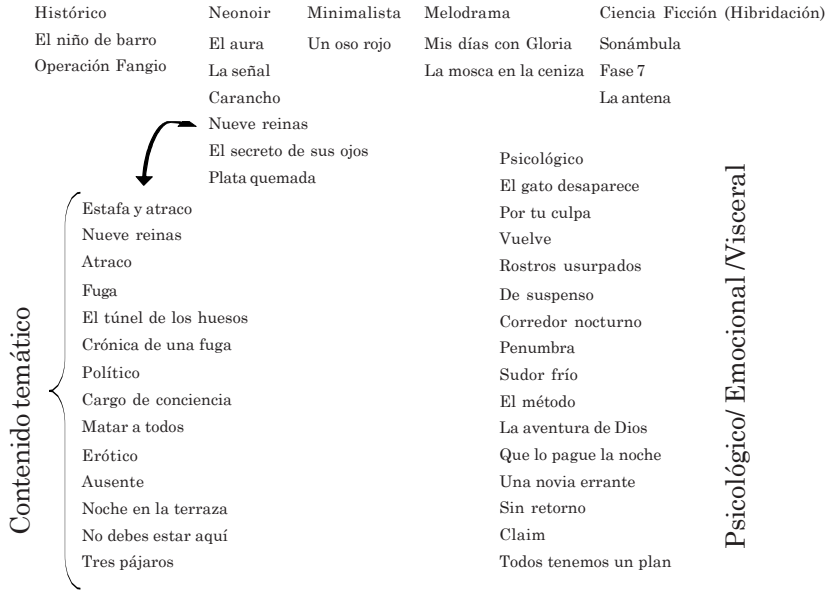 Histórico
El niño de barro
Operación Fangio
Neonoir
El aura
La señal
Carancho
Nueve reinas
El secreto de sus ojos
Plata quemada
Minimalista
Un oso rojo
Melodrama
Mis días con Gloria
La mosca en la ceniza
Ciencia Ficción (Hibridación)
Sonámbula
Fase 7
La antena
Contenido temático
Estafa y atraco
Nueve reinas
Atraco
Fuga
El túnel de los huesos
Crónica de una fuga
Político
Cargo de conciencia
Matar a todos
Erótico
Ausente
Noche en la terraza
No debes estar aquí
Tres pájaros
Psicológico
El gato desaparece
Por tu culpa
Vuelve
Rostros usurpados
De suspenso
Corredor nocturno
Penumbra
Sudor frío
El método
La aventura de Dios
Que lo pague la noche
Una novia errante
Sin retorno
Claim
Todos tenemos un plan
Psicológico/ Emocional /Visceral